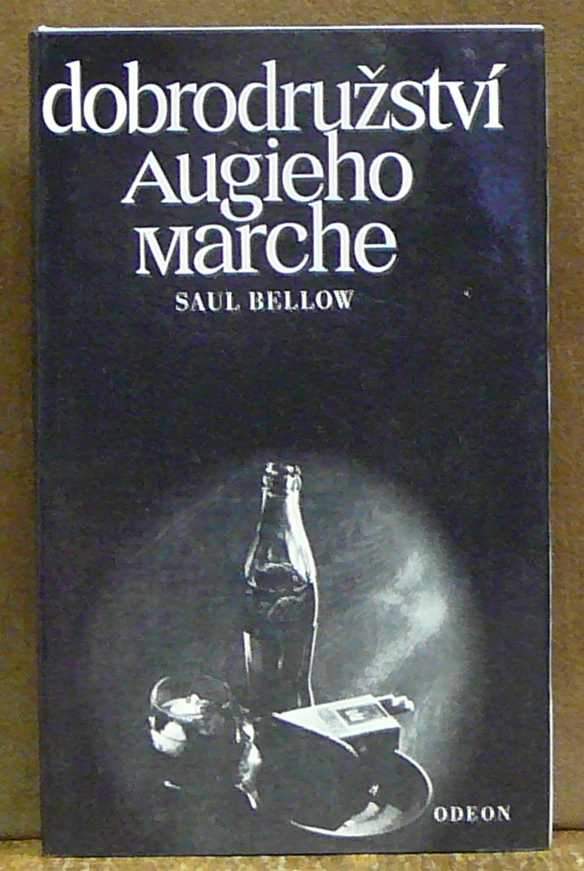 dobrodružství
Augieho
Marche
SAUL BELLOW
ODEON